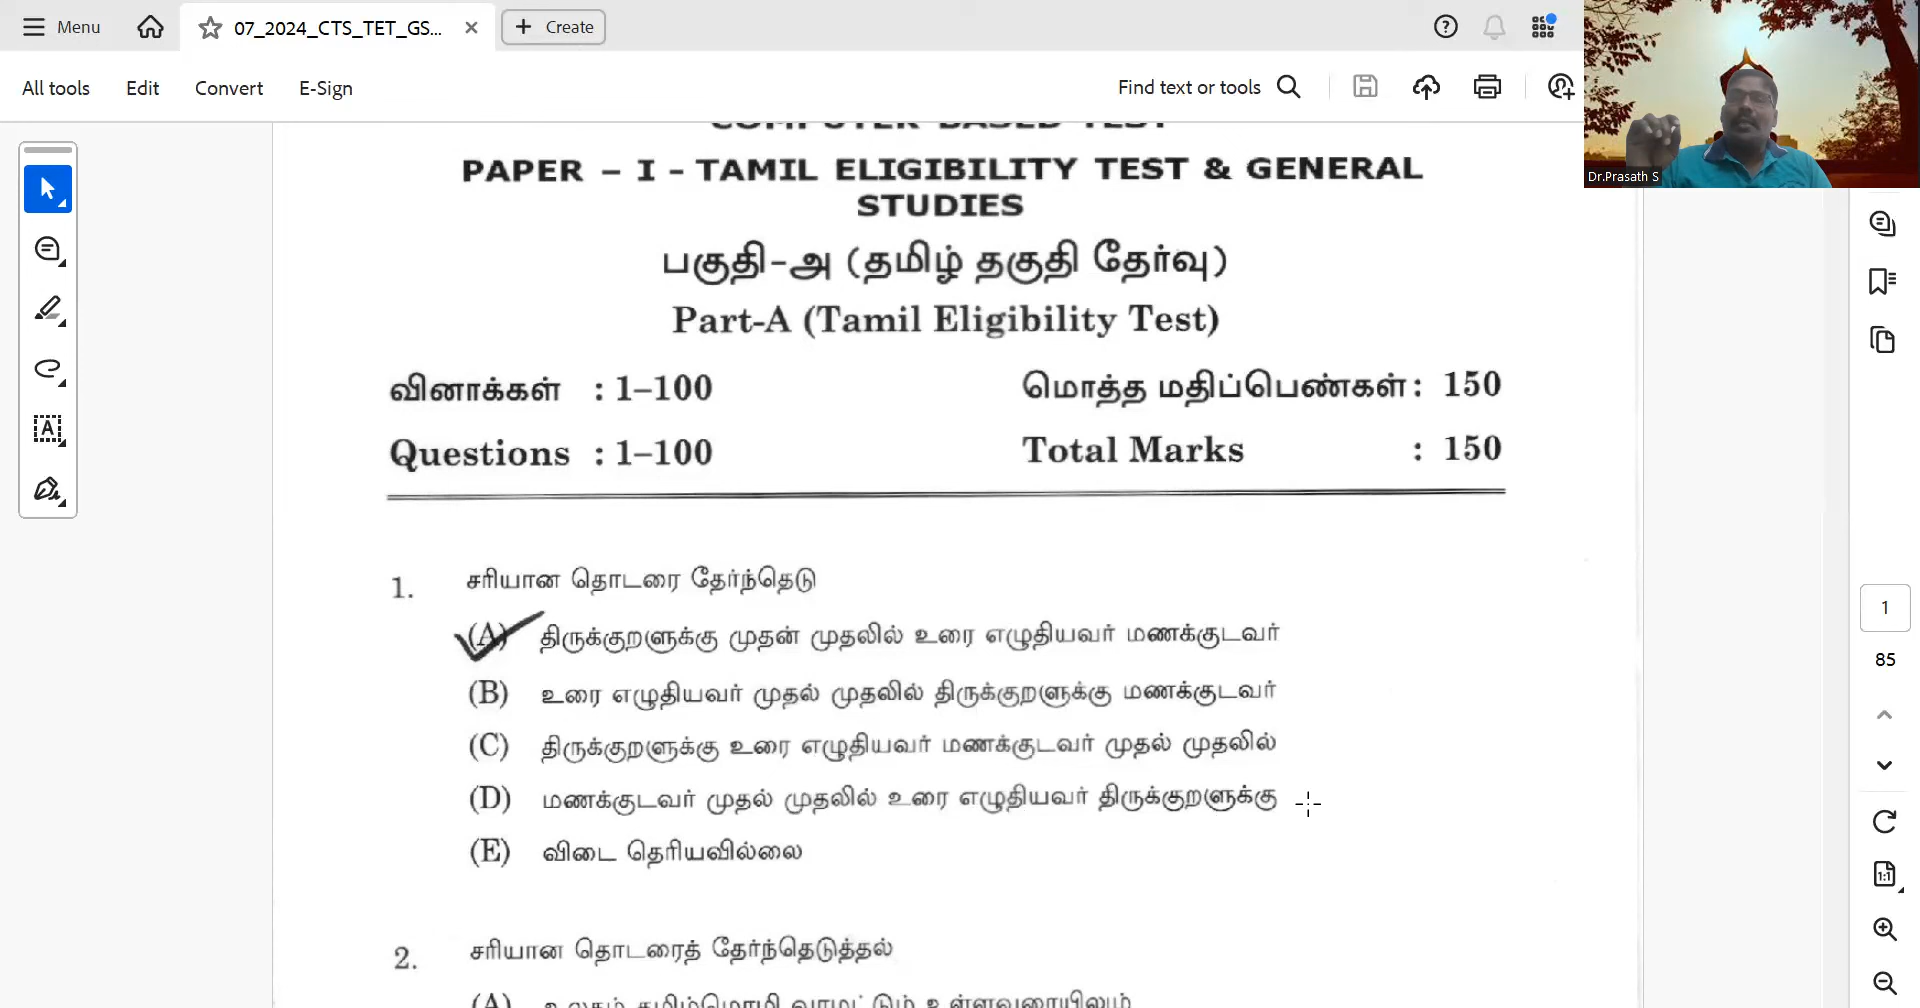 Menu
07_2024_CTS_TET_GS...
Create
All tools
Edit
Convert
E-Sign
Find text or tools
Dr.Prasath S
COMPUTER BASED TEST
PAPER – I - TAMIL ELIGIBILITY TEST & GENERAL
STUDIES
பகுதி-அ (தமிழ் தகுதி தேர்வு)
Part-A (Tamil Eligibility Test)
வினாக்கள் : 1–100 மொத்த மதிப்பெண்கள் : 150
Questions : 1–100 Total Marks : 150
1. சரியான தொடரை தேர்ந்தெடு
(A) திருக்குறளுக்கு முதன் முதலில் உரை எழுதியவர் மணக்குடவர்
(B) உரை எழுதியவர் முதல் முதலில் திருக்குறளுக்கு மணக்குடவர்
(C) திருக்குறளுக்கு உரை எழுதியவர் மணக்குடவர் முதல் முதலில்
(D) மணக்குடவர் முதல் முதலில் உரை எழுதியவர் திருக்குறளுக்கு
(E) விடை தெரியவில்லை
2. சரியான தொடரைத் தேர்ந்தெடுத்தல்
(A)
1
85